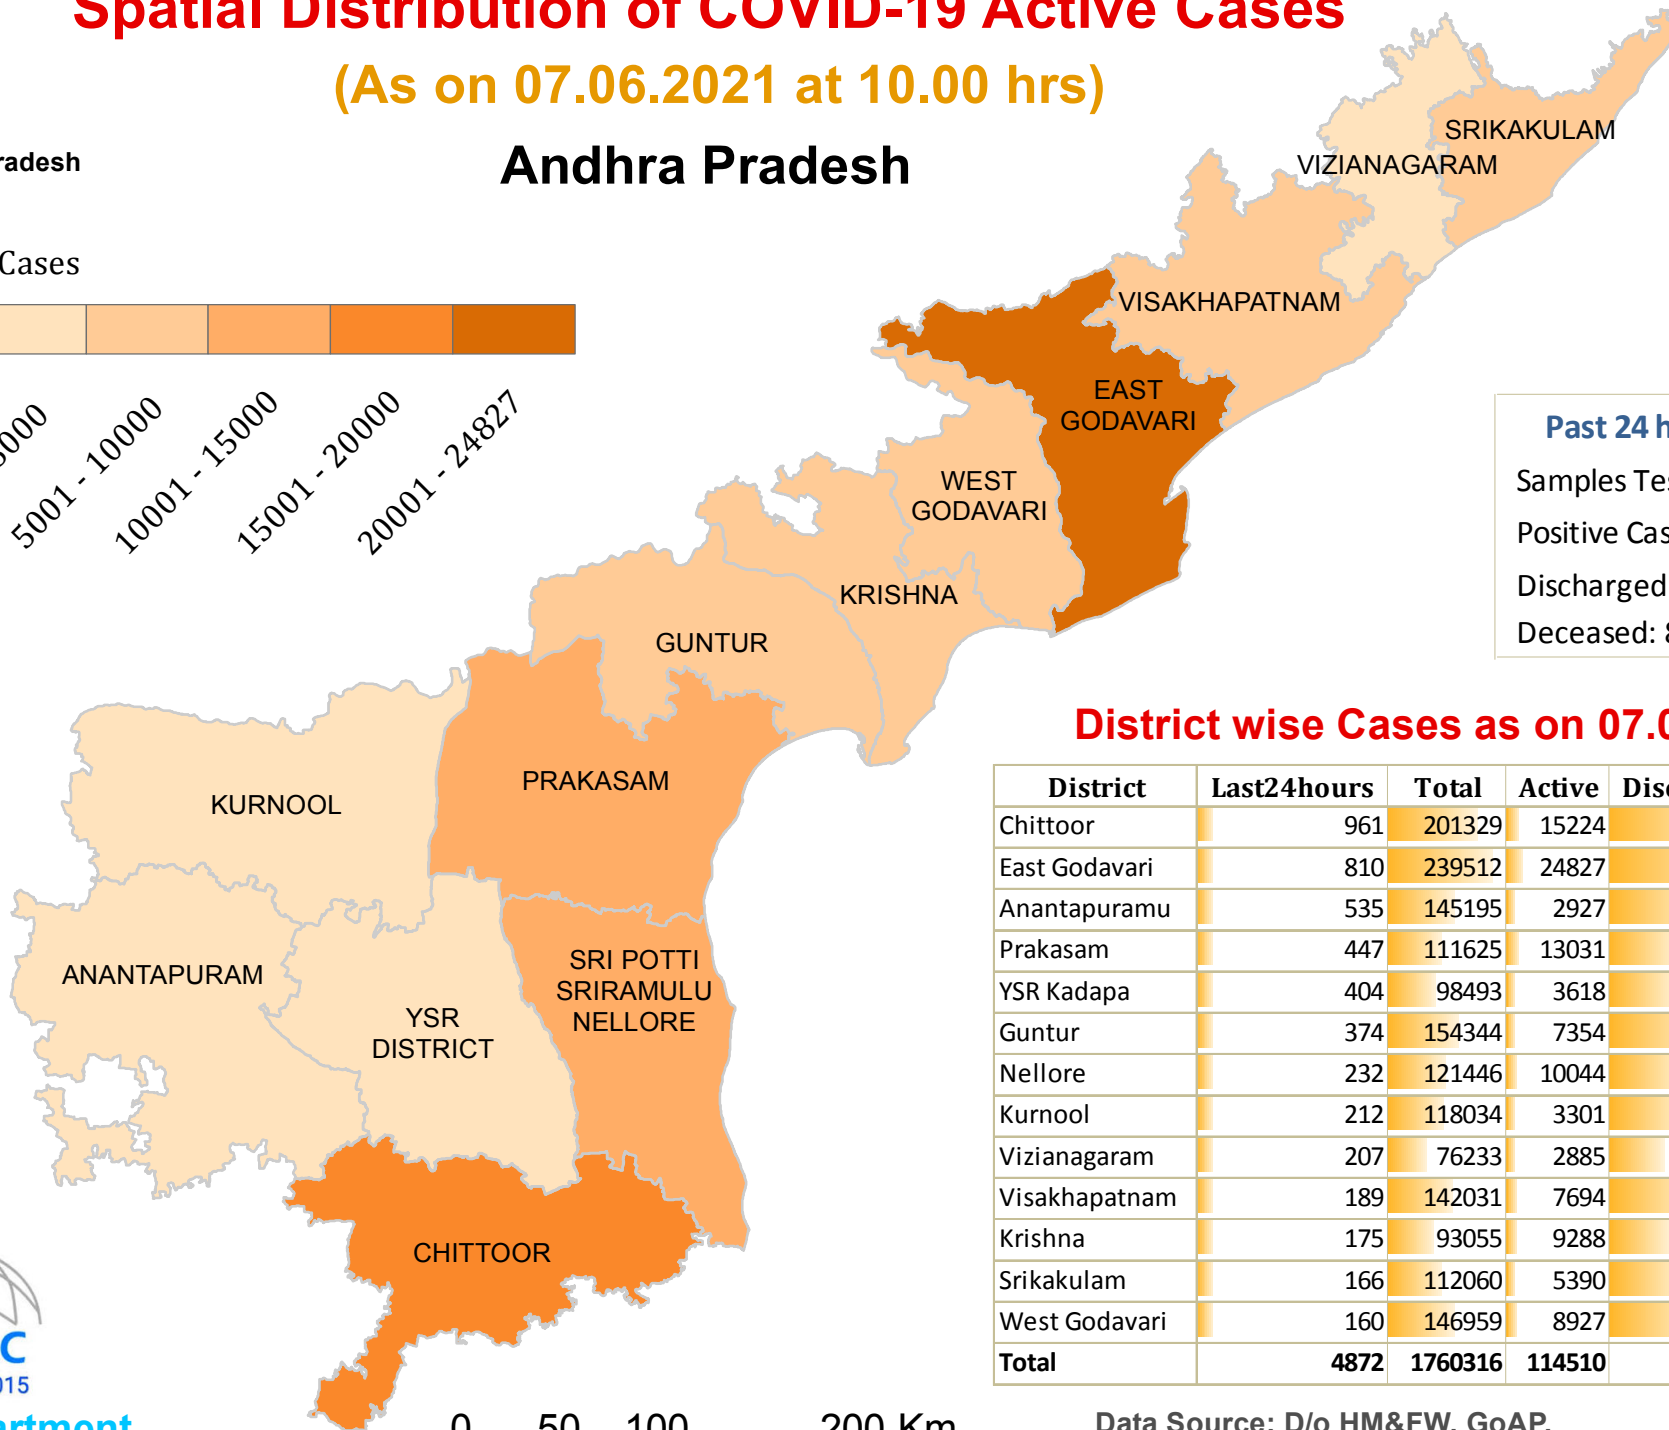 Spatial Distribution of COVID-19 Active Cases
(As on 07.06.2021 at 10.00 hrs)
Andhra Pradesh
Cases
5001 - 10000
10001 - 15000
15001 - 20000
20001 - 24827
SRIKAKULAM
VIZIANAGARAM
VISAKHAPATNAM
EAST
GODAVARI
WEST
GODAVARI
KRISHNA
GUNTUR
PRAKASAM
KURNOOL
ANANTAPURAM
YSR
DISTRICT
SRI POTTI
SRIRAMULU
NELLORE
CHITTOOR
Past 24
Samples
Positive
Discharged
Deceased:
District wise Cases as on
District Last24hours Total Active
Chittoor 961 201329 15224
East Godavari 810 239512 24827
Anantapuramu 535 145195 2927
Prakasam 447 111625 13031
YSR Kadapa 404 98493 3618
Guntur 374 154344 7354
Nellore 232 121446 10044
Kurnool 212 118034 3301
Vizianagaram 207 76233 2885
Visakhapatnam 189 142031 7694
Krishna 175 93055 9288
Srikakulam 166 112060 5390
West Godavari 160 146959 8927
Total 4872 1760316 114510
0 50 100 200 Km
Data Source: D/o HM&FW, GoAP.